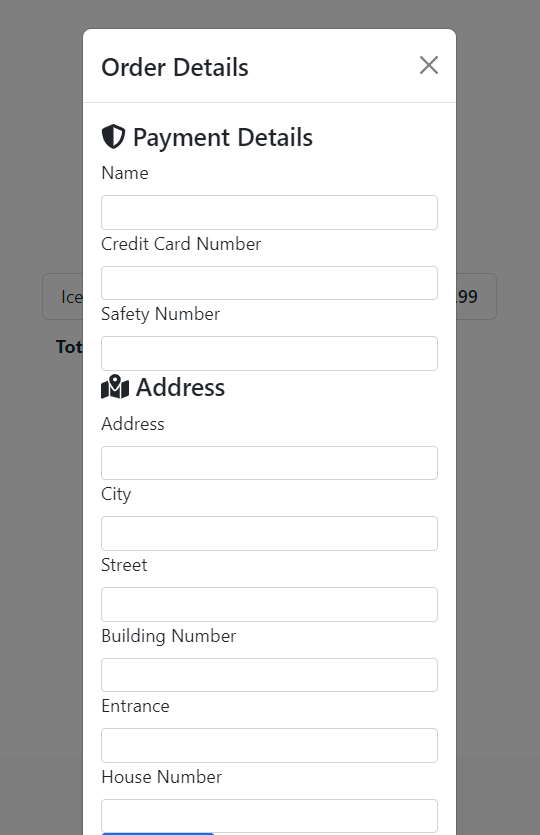 Order Details
Payment Details
Name
Credit Card Number
Safety Number
Address
Address
City
Street
Building Number
Entrance
House Number
Ice
.99
Tot